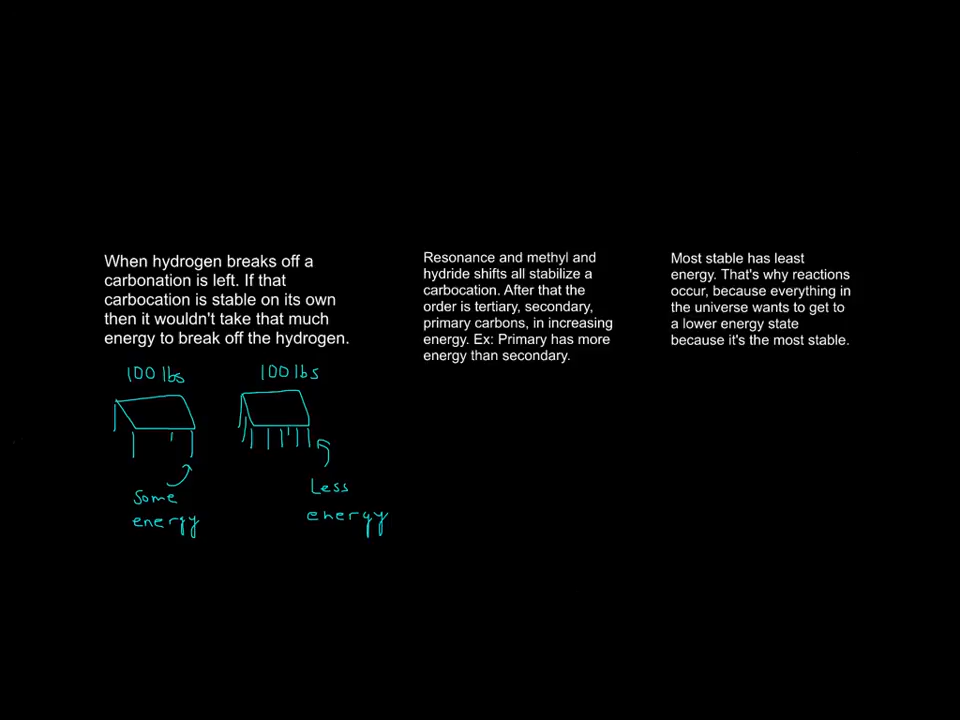 When hydrogen breaks off a
carbonation is left. If that
carbocation is stable on its own
then it wouldn't take that much
energy to break off the hydrogen.
100 lbs
100 lbs
Some
energy
Less
energy
Resonance and methyl and
hydride shifts all stabilize a
carbocation. After that the
order is tertiary, secondary,
primary carbons, in increasing
energy. Ex: Primary has more
energy than secondary.
Most stable has least
energy. That's why reactions
occur, because everything in
the universe wants to get to
a lower energy state
because it's the most stable.